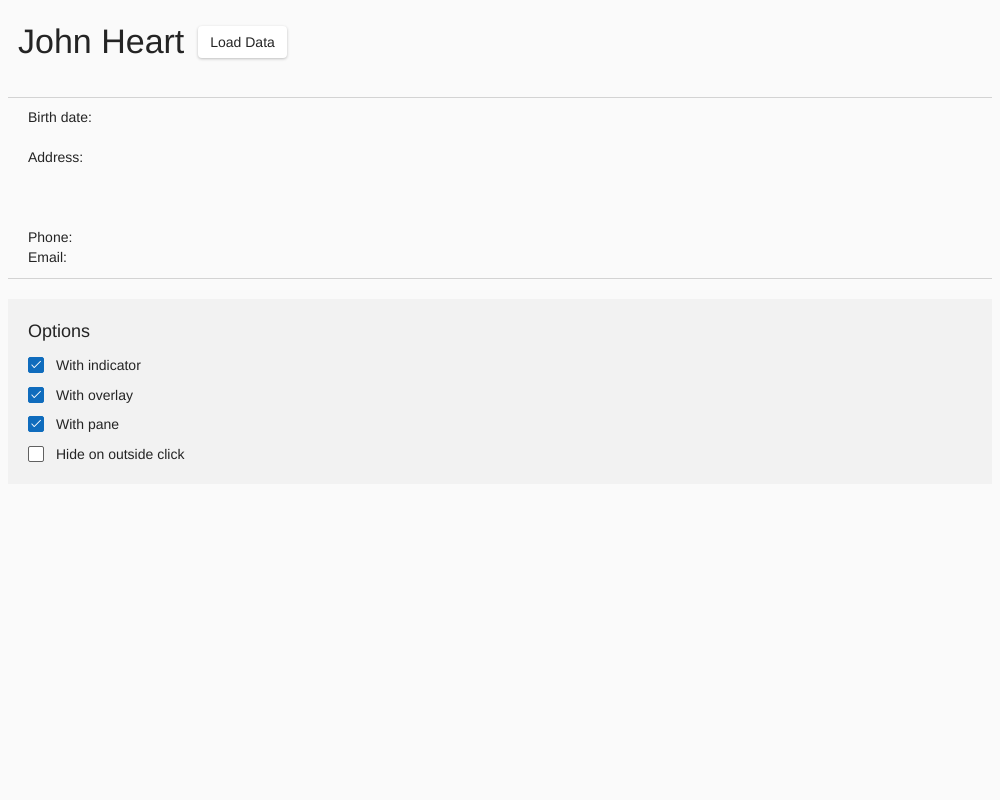 John Heart
Load Data
Birth date:
Address:
Phone:
Email:
Options
With indicator
With overlay
With pane
Hide on outside click